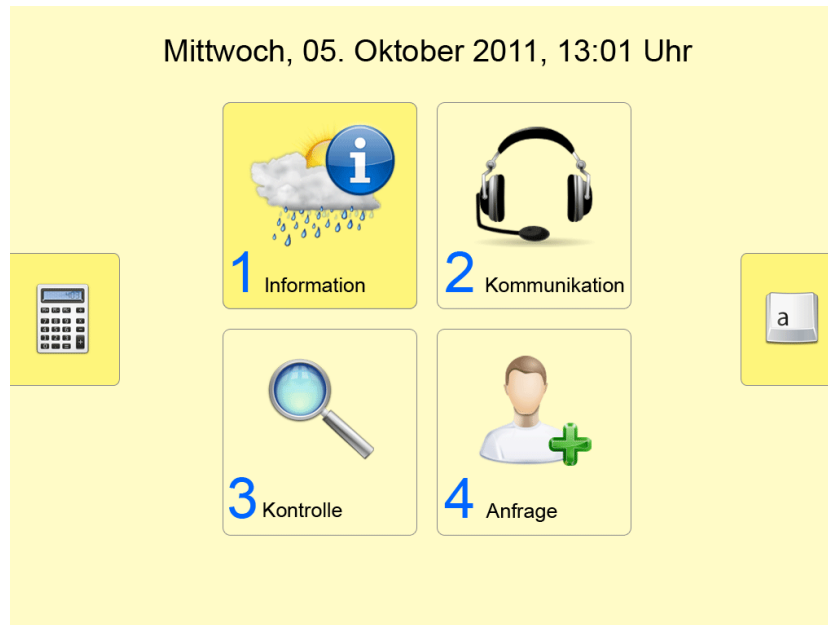 Mittwoch, 05. Oktober 2011, 13:01 Uhr
i
1 Information
2 Kommunikation
a
3 Kontrolle
4 Anfrage